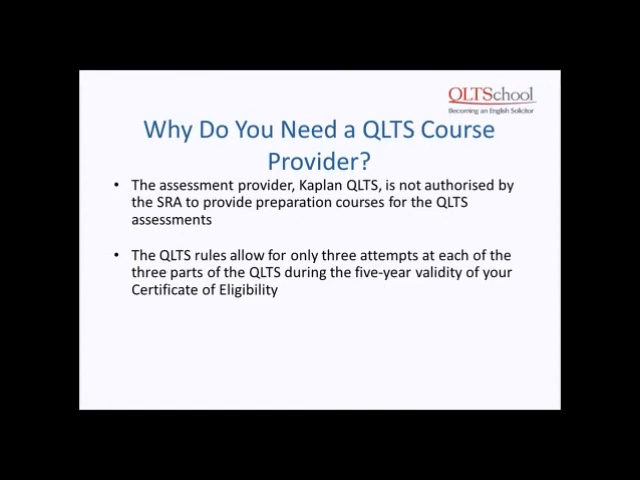 QLTSchool
Becoming an English Solicitor
Why Do You Need a QLTS Course
Provider?
• The assessment provider, Kaplan QLTS, is not authorised by
the SRA to provide preparation courses for the QLTS
assessments
• The QLTS rules allow for only three attempts at each of the
three parts of the QLTS during the five-year validity of your
Certificate of Eligibility